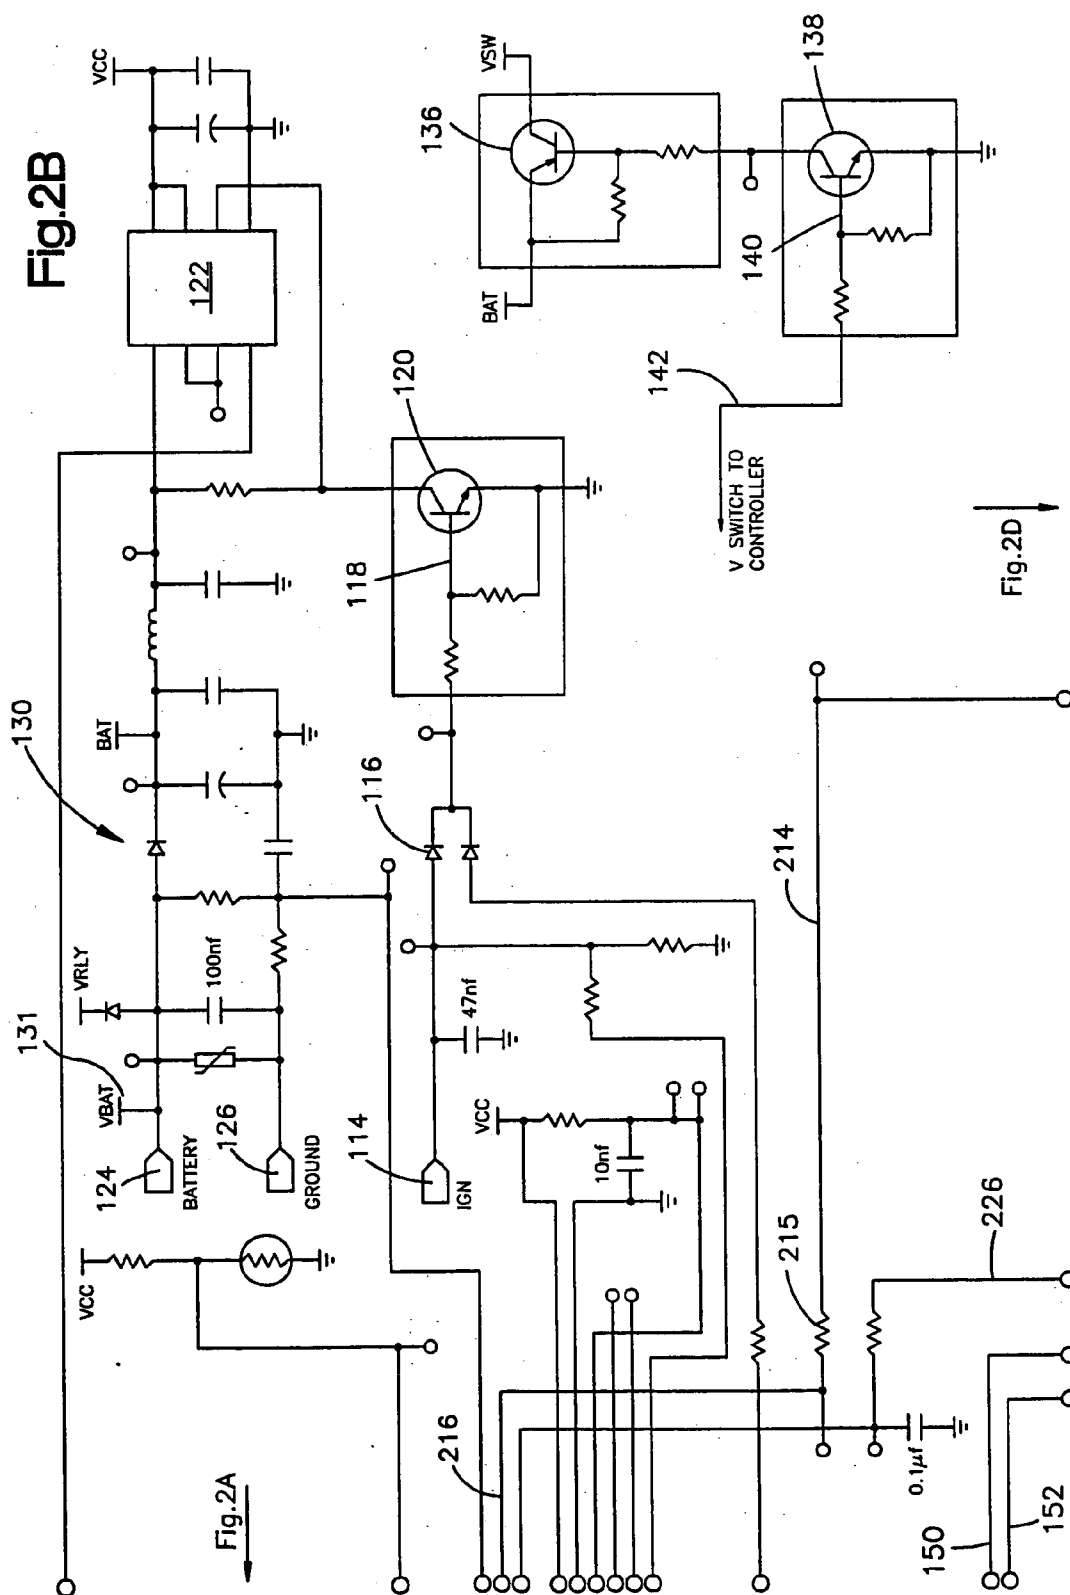 Fig.2B
VCC
122
VSW
136
BAT
138
140
142
V SWITCH TO
CONTROLLER
Fig.2D
120
118
130
BAT
116
VRLY
131
VBAT
100nf
124
BATTERY
126
GROUND
47nf
114
IGN
VCC
10nf
214
215
226
VCC
216
Fig.2A
0.1µf
150
152